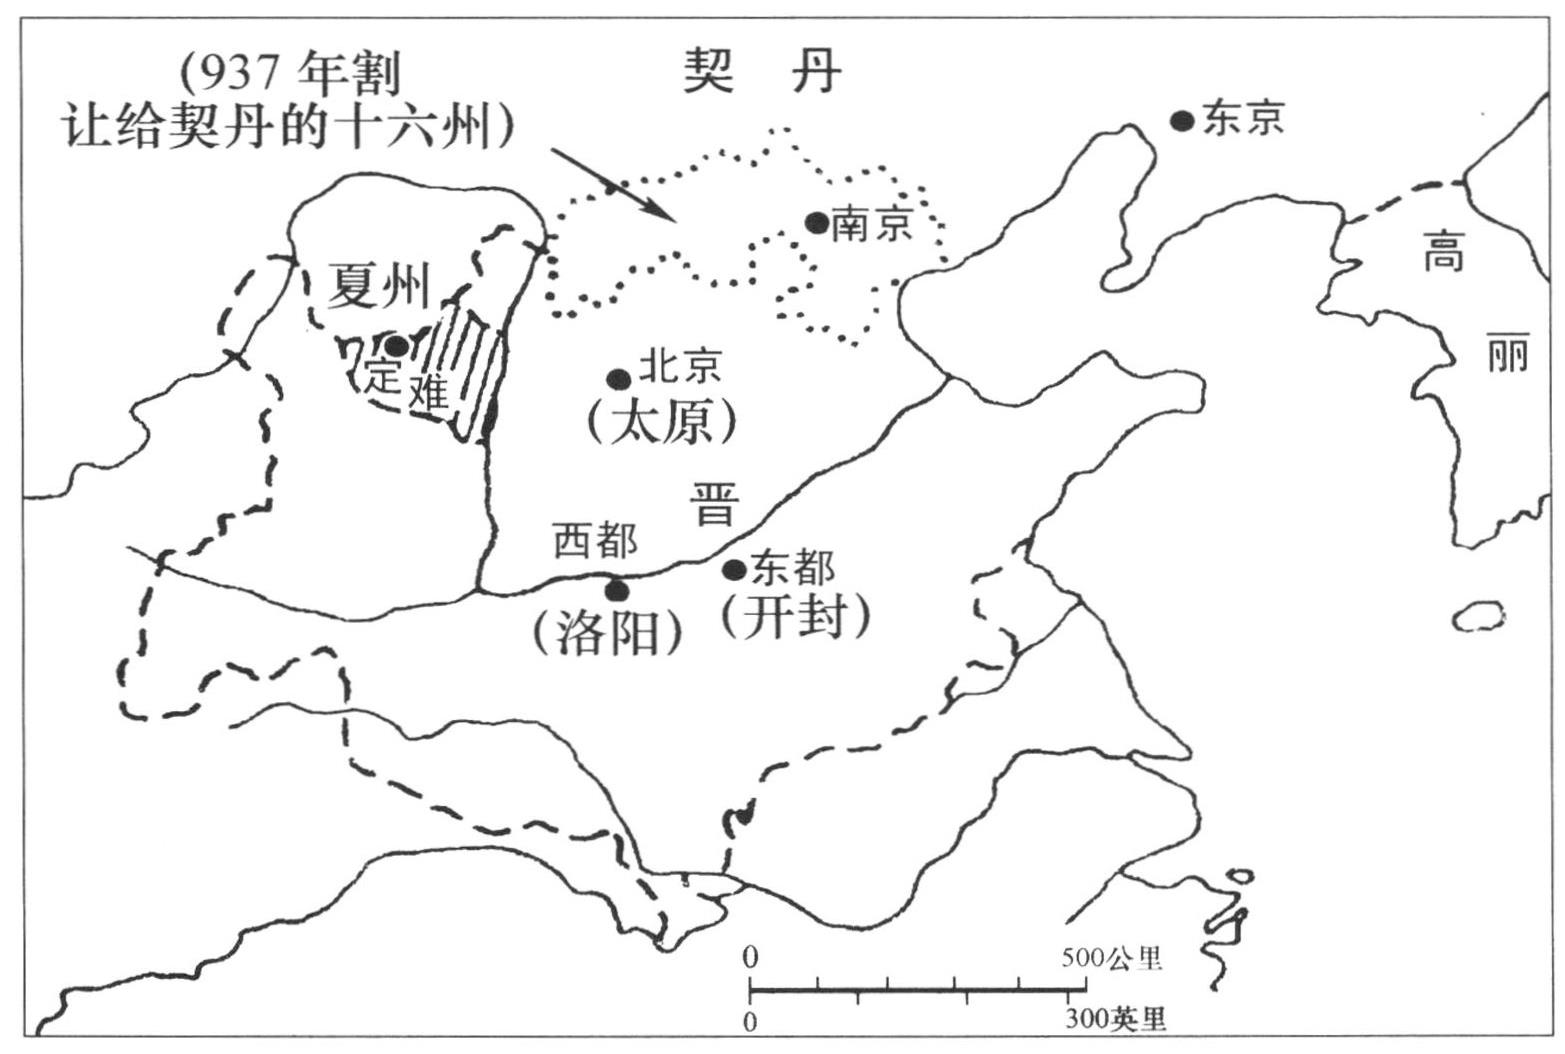 (937 年割
让给契丹的十六州)
契 丹
东京
南京
高
丽
夏州
定难
北京
(太原)
晋
西都
(洛阳)
东都
(开封)
0 500公里
0 300英里